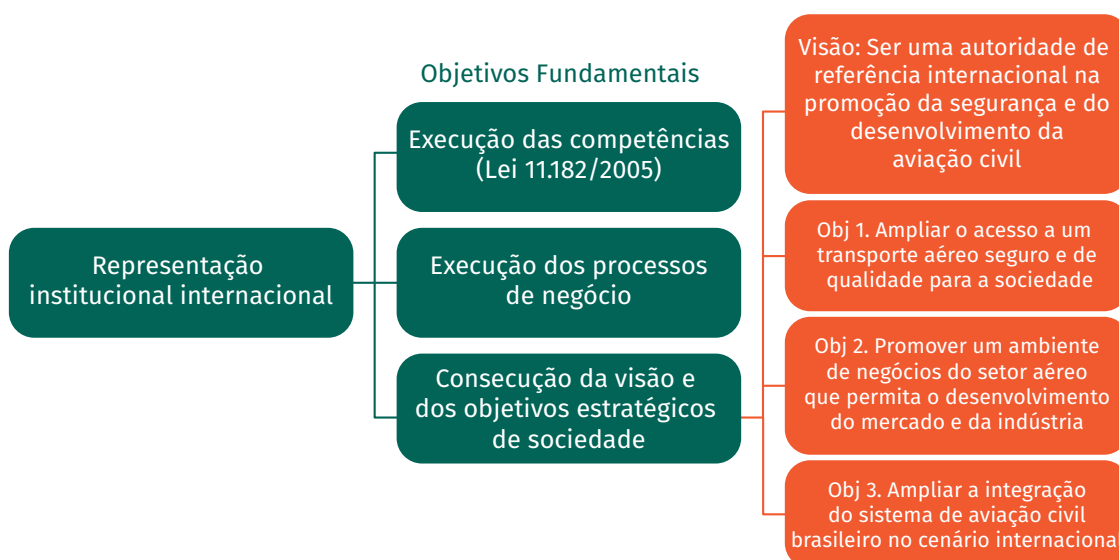 Representação
institucional internacional
Objetivos Fundamentais
Execução das competências
(Lei 11.182/2005)
Execução dos processos
de negócio
Consecução da visão e
dos objetivos estratégicos
de sociedade
Visão: Ser uma autoridade de
referência internacional na
promoção da segurança e do
desenvolvimento da
aviação civil
Obj 1. Ampliar o acesso a um
transporte aéreo seguro e de
qualidade para a sociedade
Obj 2. Promover um ambiente
de negócios do setor aéreo
que permita o desenvolvimento
do mercado e da indústria
Obj 3. Ampliar a integração
do sistema de aviação civil
brasileiro no cenário internaciona